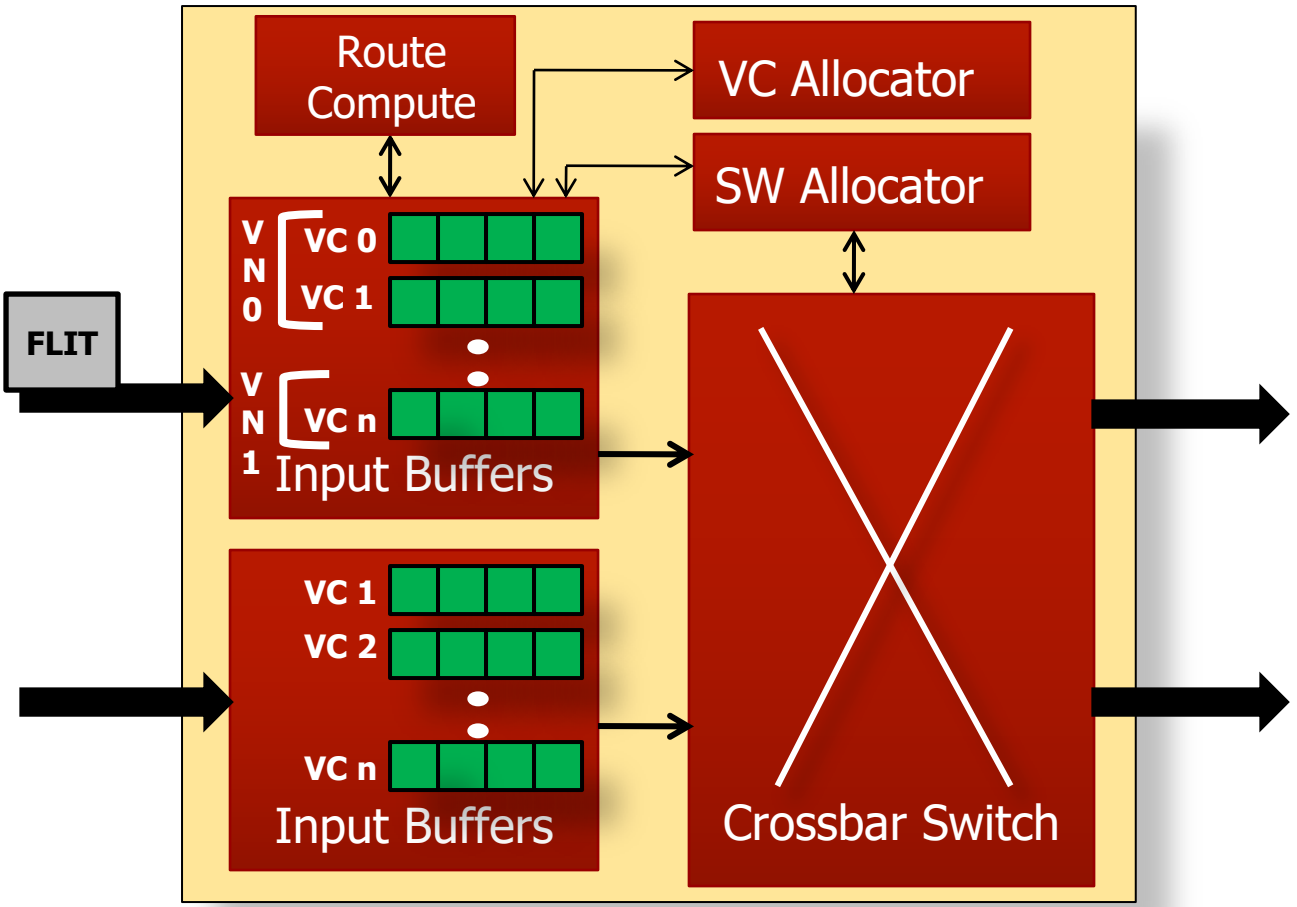 Route
Compute
VC Allocator
SW Allocator
V
N
0
VC 0
VC 1
FLIT
V
N
1
VC n
Input Buffers
VC 1
VC 2
VC n
Input Buffers
Crossbar Switch